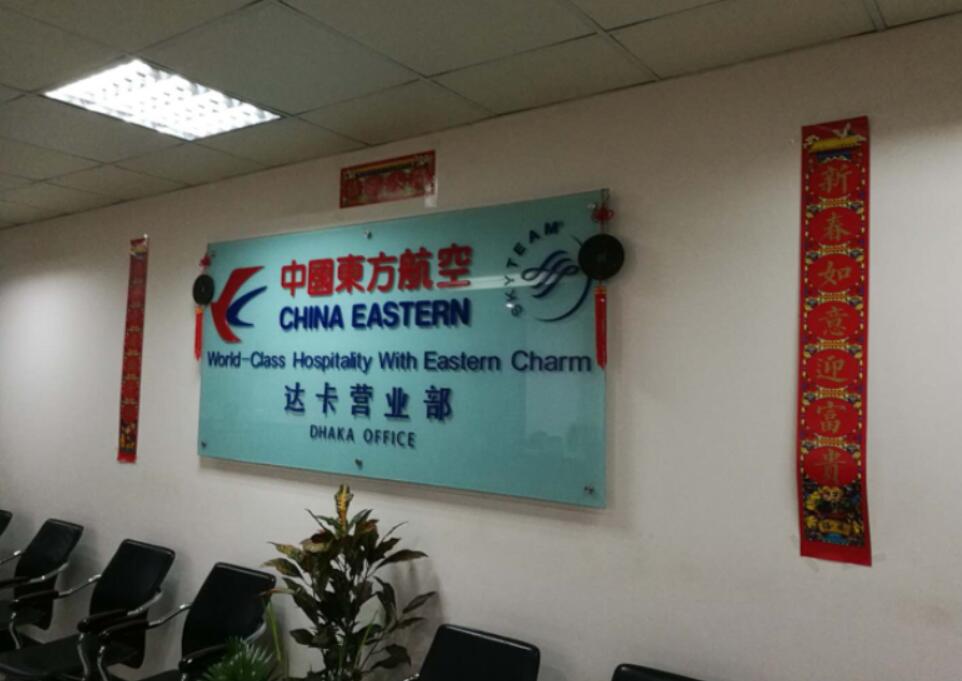 中國東方航空
CHINA EASTERN
SKYTEAM
World-Class Hospitality With Eastern Charm
达卡营业部
DHAKA OFFICE
新春如意迎富貴